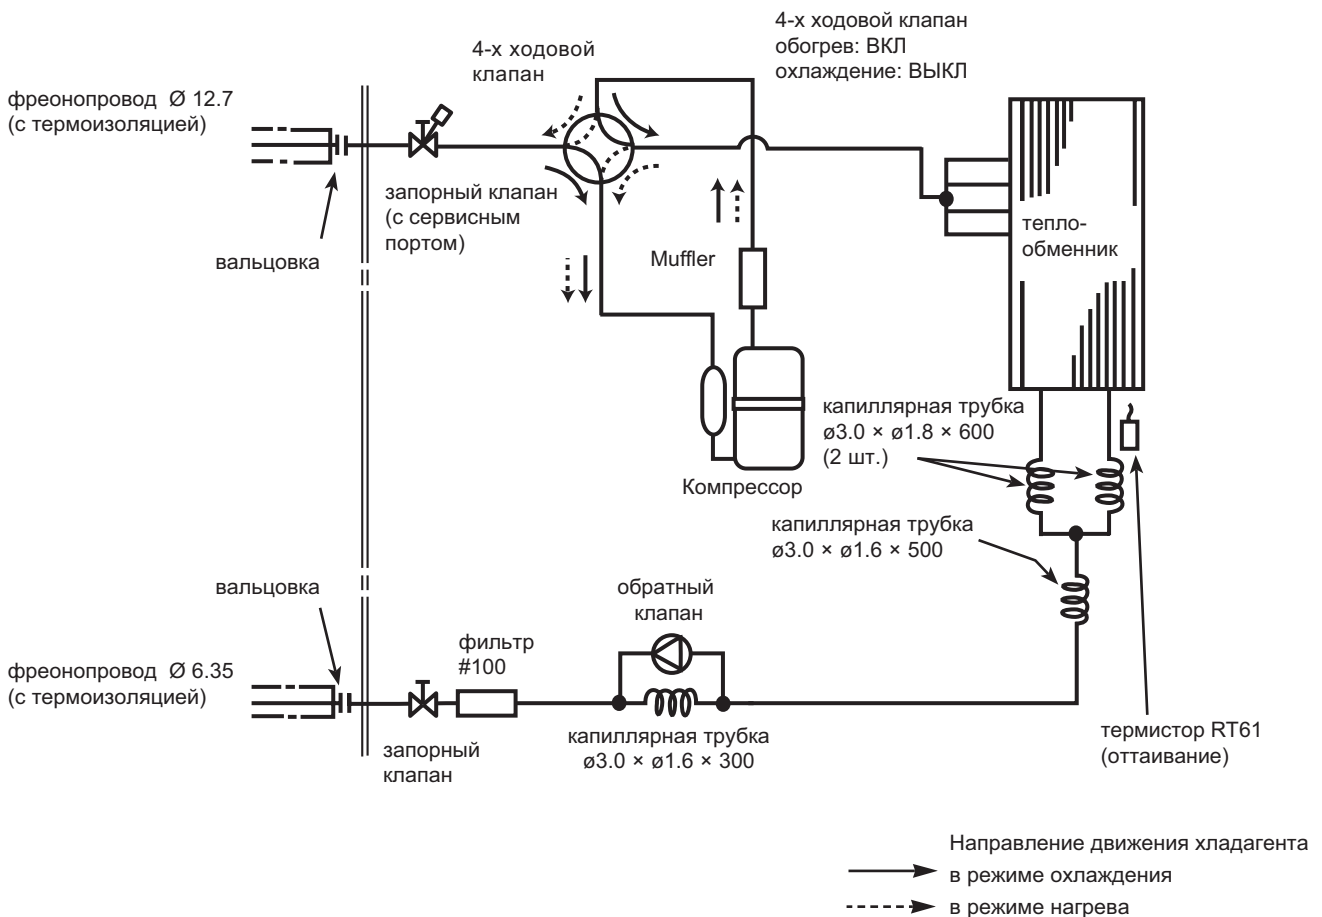 4-х ходовой клапан
обогрев: ВКЛ
охлаждение: ВЫКЛ
4-х ходовой
клапан
фреонопровод Ø 12.7
(с термоизоляцией)
запорный клапан
(с сервисным
портом)
вальцовка
Muffler
тепло-
обменник
капиллярная трубка
ø3.0 × ø1.8 × 600
(2 шт.)
Компрессор
капиллярная трубка
ø3.0 × ø1.6 × 500
вальцовка
обратный
клапан
фильтр
#100
фреонопровод Ø 6.35
(с термоизоляцией)
запорный
клапан
капиллярная трубка
ø3.0 × ø1.6 × 300
термистор RT61
(оттаивание)
Направление движения хладагента
в режиме охлаждения
в режиме нагрева